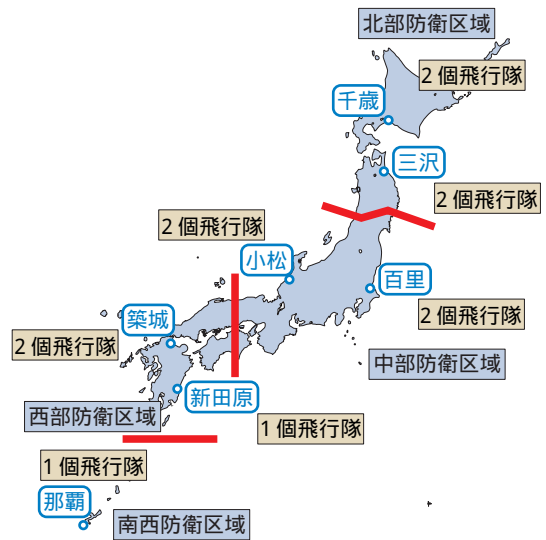 北部防衛区域
2 個飛行隊
千歳
三沢
2 個飛行隊
2 個飛行隊
小松
百里
2 個飛行隊
築城
2 個飛行隊
中部防衛区域
新田原
西部防衛区域
1 個飛行隊
1 個飛行隊
那覇
南西防衛区域